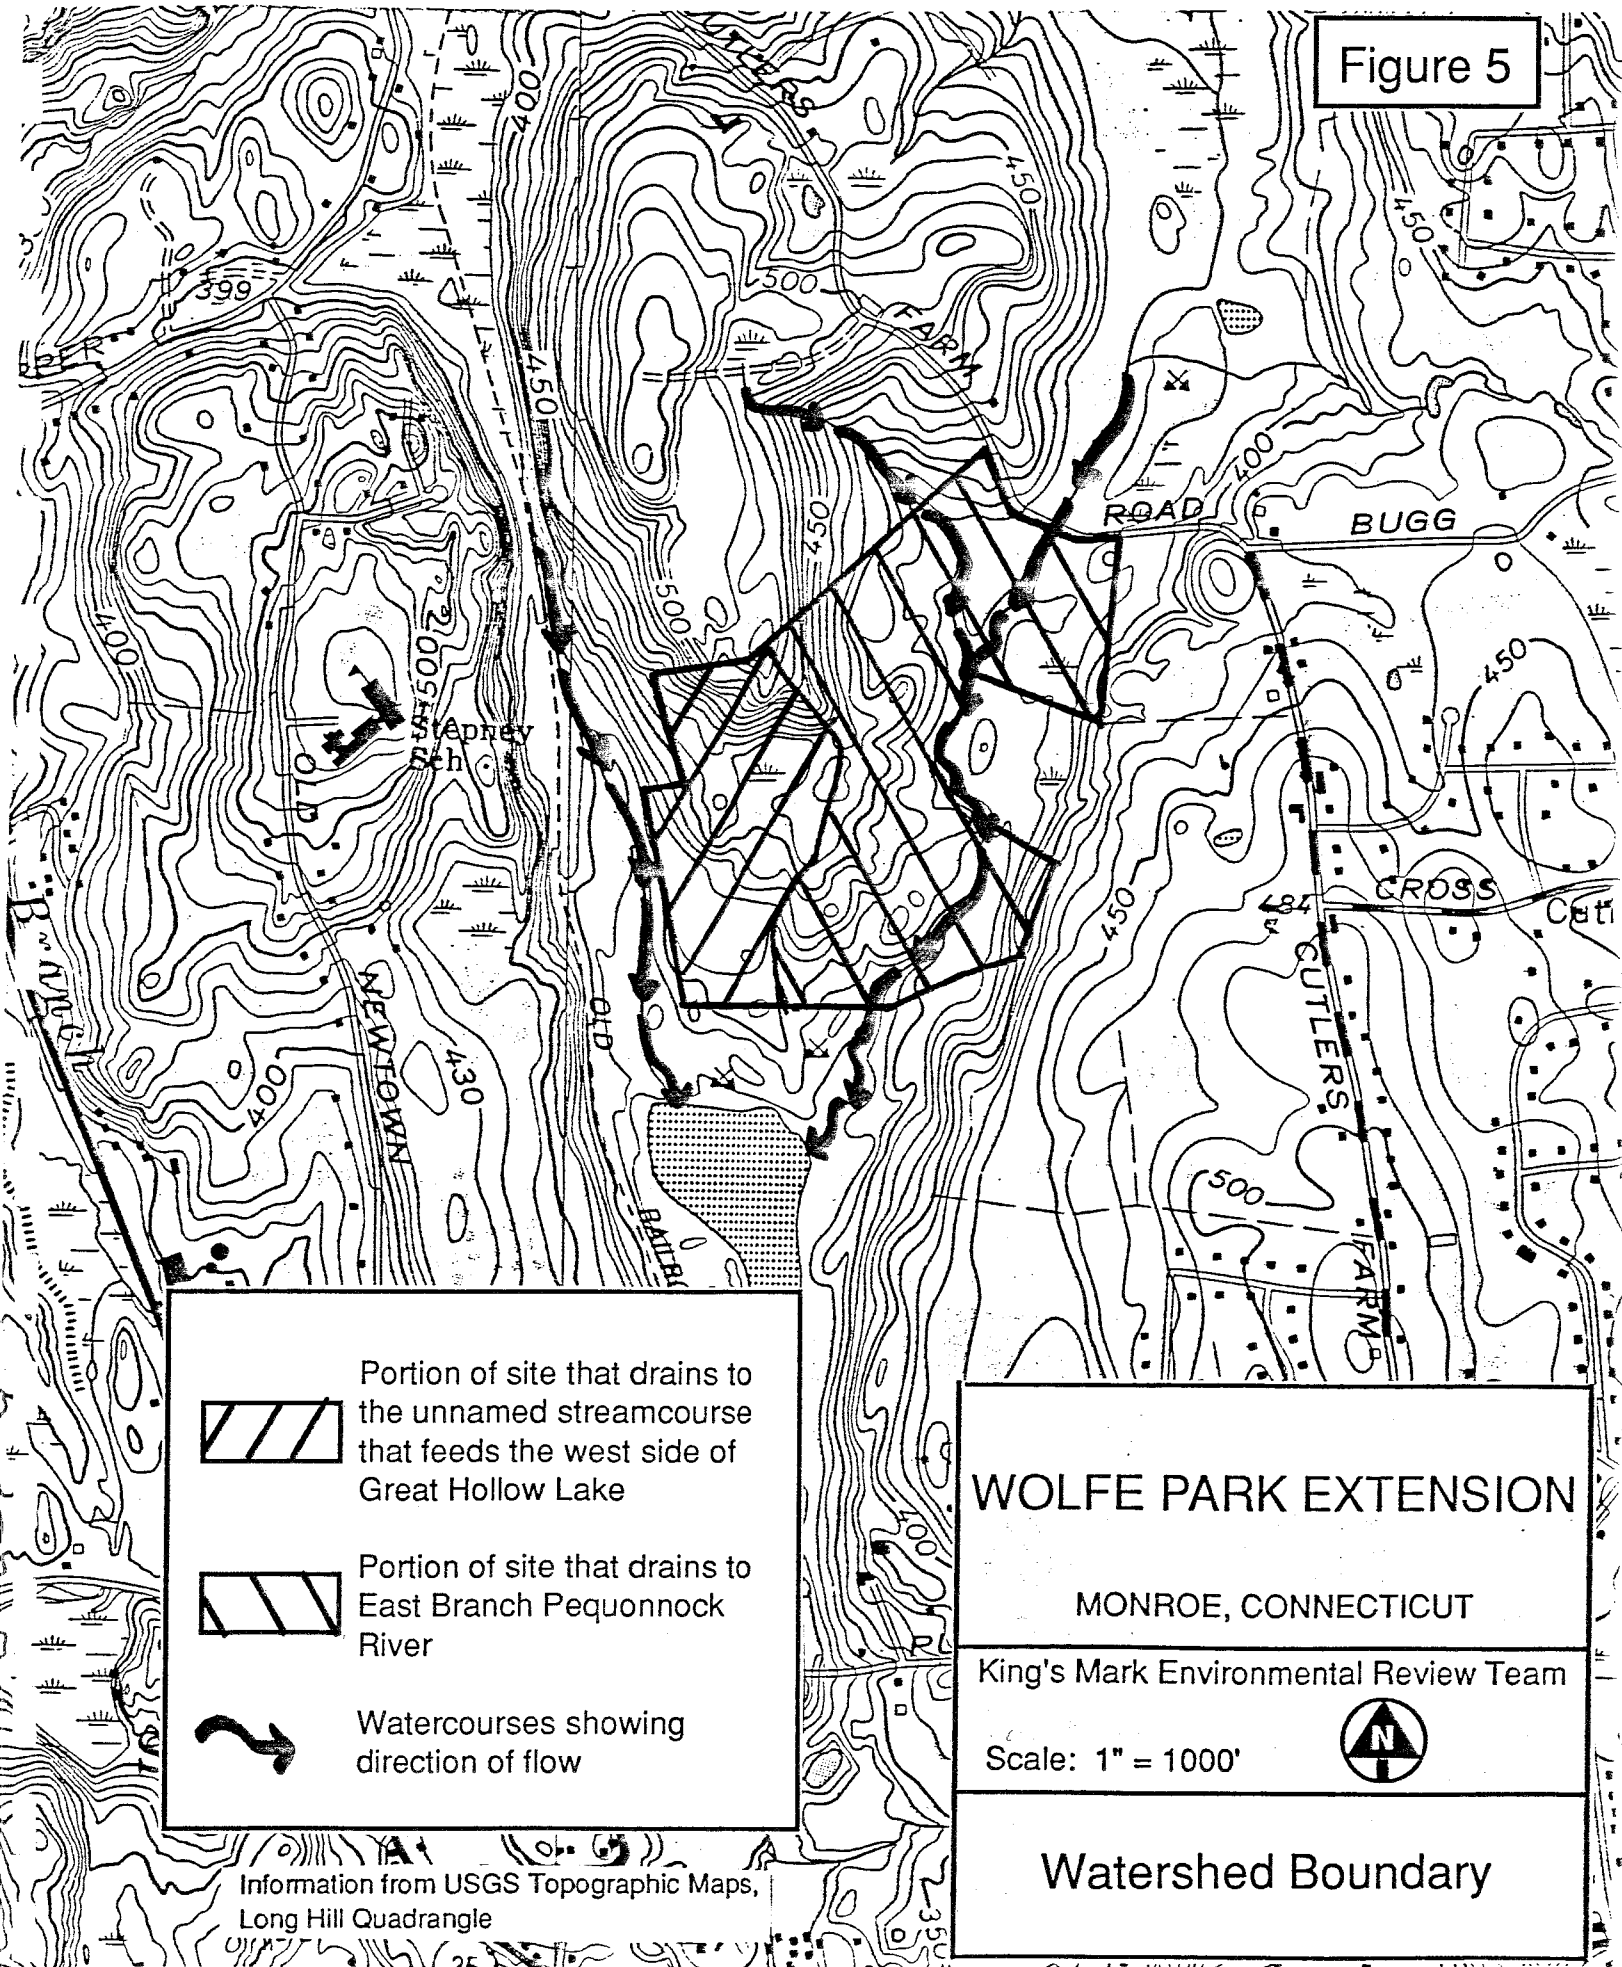 Figure 5
400
450
500
399
FARM
450
450
400
ROAD
BUGG
450
450
500
400
500
Stepney
Sch
OLD
450
CROSS
484
CUTLERS
Branch
NEWTOWN
OLD
430
400
500
FARM
400
Portion of site that drains to
the unnamed streamcourse
that feeds the west side of
Great Hollow Lake
Portion of site that drains to
East Branch Pequonnock
River
Watercourses showing
direction of flow
WOLFE PARK EXTENSION
MONROE, CONNECTICUT
King's Mark Environmental Review Team
Scale: 1" = 1000'
N
Watershed Boundary
Information from USGS Topographic Maps,
Long Hill Quadrangle